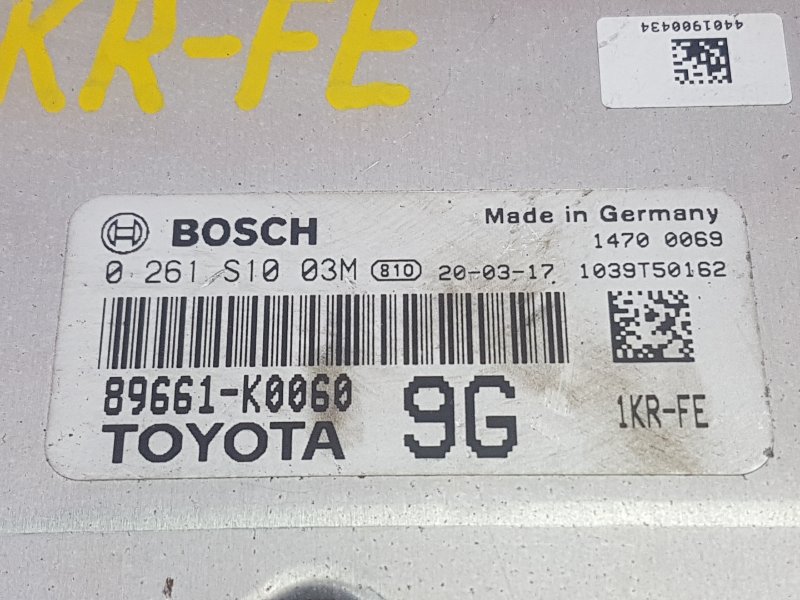 KR-FE
4401900434
BOSCH
Made in Germany
1470 0069
0 261 S10 03M 810 20-03-17 1039T50162
89661-K0060
9G
1KR-FE
TOYOTA